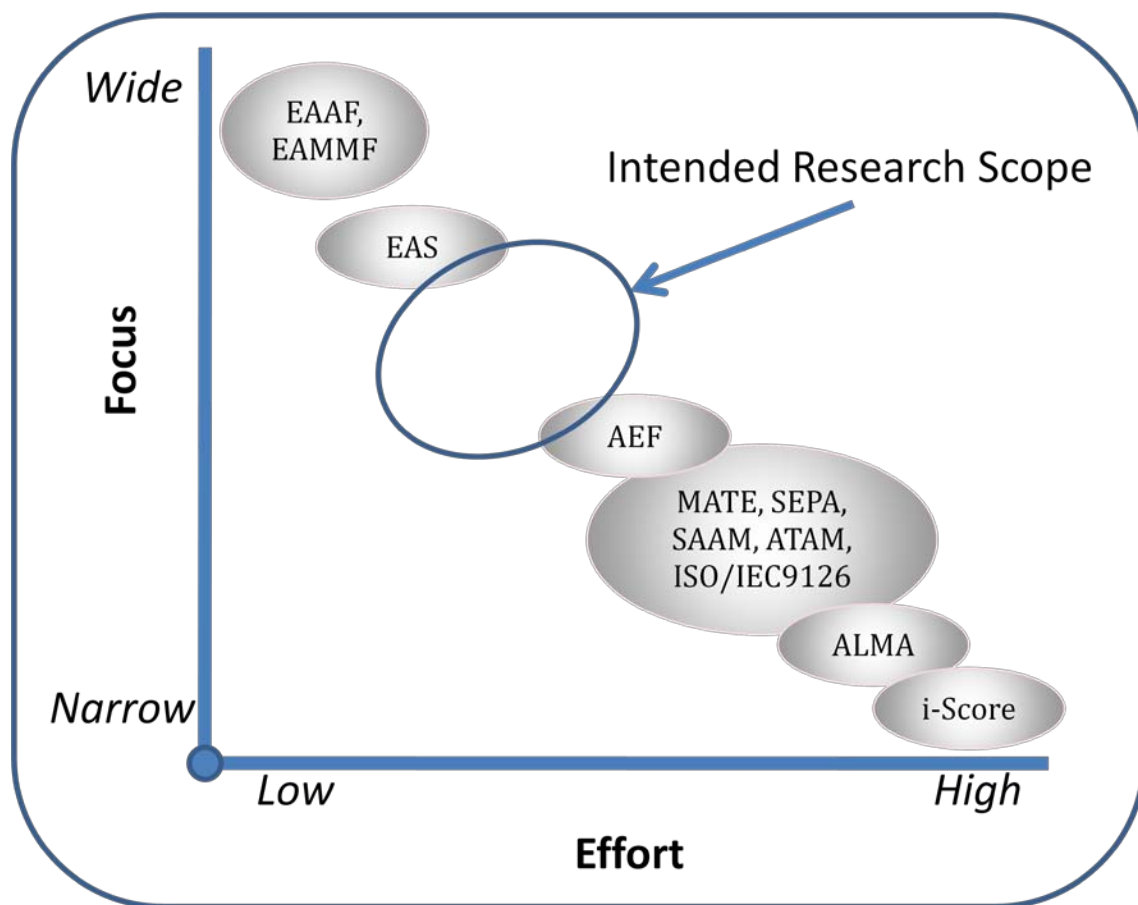 Wide
EAAF,
EAMMF
Intended Research Scope
EAS
Focus
AEF
MATE, SEPA,
SAAM, ATAM,
ISO/IEC9126
ALMA
Narrow
i-Score
Low
High
Effort